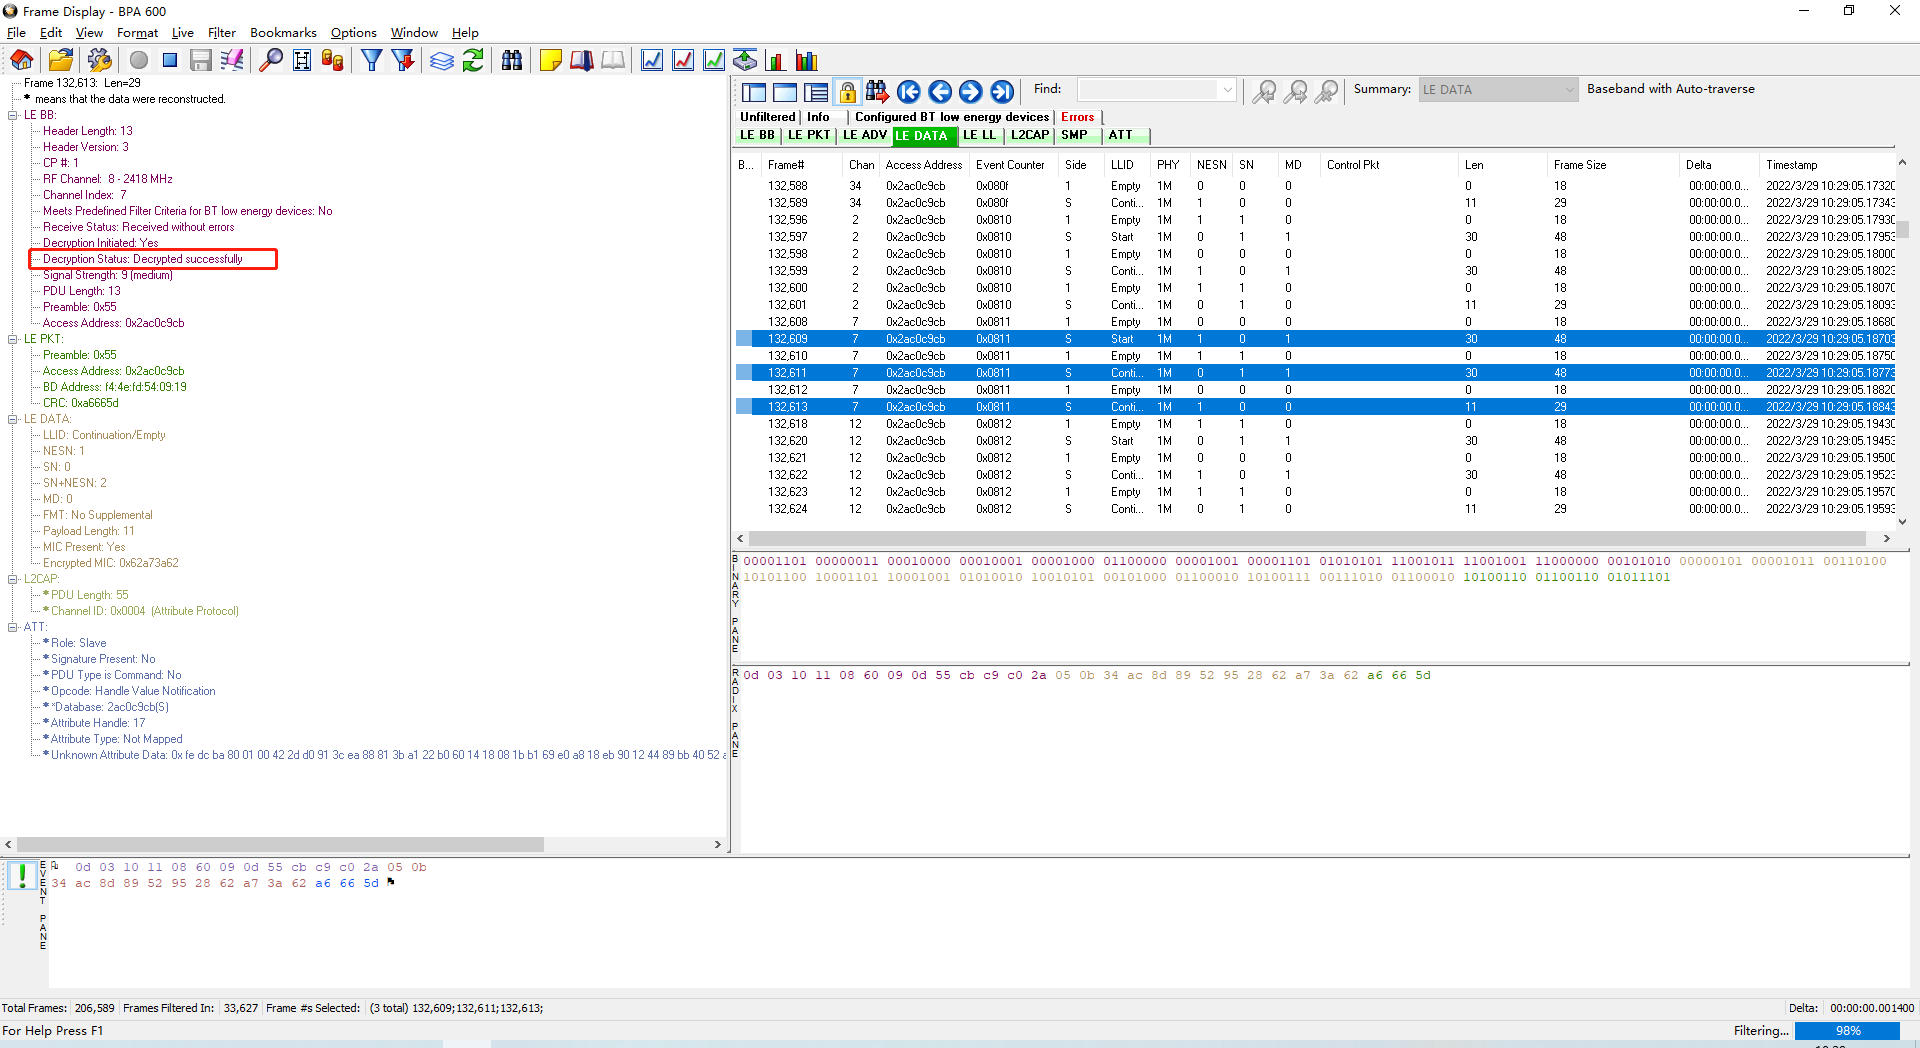 Frame Display - BPA 600
File Edit View Format Live Filter Bookmarks Options Window Help
Frame 132,613: Len=29
* means that the data were reconstructed.
LE BB:
Header Length: 13
Header Version: 3
CP #: 1
RF Channel: 8 - 2418 MHz
Channel Index: 7
Meets Predefined Filter Criteria for BT low energy devices: No
Receive Status: Received without errors
Decryption Initiated: Yes
Decryption Status: Decrypted successfully
Signal Strength: 9 (medium)
PDU Length: 13
Preamble: 0x55
Access Address: 0x2ac0c9cb
LE PKT:
Preamble: 0x55
Access Address: 0x2ac0c9cb
BD Address: f4:4e:fd:54:09:19
CRC: 0xa6665d
LE DATA:
LLID: Continuation/Empty
NESN: 1
SN: 0
SN+NESN: 2
MD: 0
FMT: No Supplemental
Payload Length: 11
MIC Present: Yes
Encrypted MIC: 0x62a73a62
L2CAP:
*PDU Length: 55
*Channel ID: 0x0004 (Attribute Protocol)
ATT:
*Role: Slave
*Signature Present: No
*PDU Type is Command: No
*Opcode: Handle Value Notification
**Database: 2ac0c9cb(S)
*Attribute Handle: 17
*Attribute Type: Not Mapped
*Unknown Attribute Data: 0x fe dc ba 80 01 00 42 2d d0 91 3c ea 88 81 3b a1 22 b0 60 14 18 08 1b b1 69 e0 a8 18 eb 90 12 44 89 bb 40 52
Find: Summary: LE DATA Baseband with Auto-traverse
Unfiltered Info Configured BT low energy devices Errors
LE BB LE PKT LE ADV LE DATA LE LL L2CAP SMP ATT
B... Frame# Chan Access Address Event Counter Side LLID PHY NESN SN MD Control Pkt Len Frame Size Delta Timestamp
132,588 34 0x2ac0c9cb 0x080f 1 Empty 1M 0 0 0 0 18 00:00:00.0... 2022/3/29 10:29:05.17320
132,589 34 0x2ac0c9cb 0x080f S Conti... 1M 1 0 0 11 29 00:00:00.0... 2022/3/29 10:29:05.17343
132,596 2 0x2ac0c9cb 0x0810 1 Empty 1M 1 1 0 0 18 00:00:00.0... 2022/3/29 10:29:05.17930
132,597 2 0x2ac0c9cb 0x0810 S Start 1M 0 1 1 30 48 00:00:00.0... 2022/3/29 10:29:05.17953
132,598 2 0x2ac0c9cb 0x0810 1 Empty 1M 0 0 0 0 18 00:00:00.0... 2022/3/29 10:29:05.18000
132,599 2 0x2ac0c9cb 0x0810 S Conti... 1M 1 0 1 30 48 00:00:00.0... 2022/3/29 10:29:05.18023
132,600 2 0x2ac0c9cb 0x0810 1 Empty 1M 1 1 0 0 18 00:00:00.0... 2022/3/29 10:29:05.18070
132,601 2 0x2ac0c9cb 0x0810 S Conti... 1M 0 1 0 11 29 00:00:00.0... 2022/3/29 10:29:05.18093
132,608 7 0x2ac0c9cb 0x0811 1 Empty 1M 0 0 0 0 18 00:00:00.0... 2022/3/29 10:29:05.18680
132,609 7 0x2ac0c9cb 0x0811 S Start 1M 1 0 1 30 48 00:00:00.0... 2022/3/29 10:29:05.18703
132,610 7 0x2ac0c9cb 0x0811 1 Empty 1M 1 1 0 0 18 00:00:00.0... 2022/3/29 10:29:05.18750
132,611 7 0x2ac0c9cb 0x0811 S Conti... 1M 0 1 1 30 48 00:00:00.0... 2022/3/29 10:29:05.18773
132,612 7 0x2ac0c9cb 0x0811 1 Empty 1M 0 0 0 0 18 00:00:00.0... 2022/3/29 10:29:05.18820
132,613 7 0x2ac0c9cb 0x0811 S Conti... 1M 1 0 0 11 29 00:00:00.0... 2022/3/29 10:29:05.18843
132,618 12 0x2ac0c9cb 0x0812 1 Empty 1M 1 1 0 0 18 00:00:00.0... 2022/3/29 10:29:05.19430
132,620 12 0x2ac0c9cb 0x0812 S Start 1M 0 1 1 30 48 00:00:00.0... 2022/3/29 10:29:05.19453
132,621 12 0x2ac0c9cb 0x0812 1 Empty 1M 0 0 0 0 18 00:00:00.0... 2022/3/29 10:29:05.19500
132,622 12 0x2ac0c9cb 0x0812 S Conti... 1M 1 0 1 30 48 00:00:00.0... 2022/3/29 10:29:05.19523
132,623 12 0x2ac0c9cb 0x0812 1 Empty 1M 1 1 0 0 18 00:00:00.0... 2022/3/29 10:29:05.19570
132,624 12 0x2ac0c9cb 0x0812 S Conti... 1M 0 1 0 11 29 00:00:00.0... 2022/3/29 10:29:05.19593
BINARY PANE
00001101 00000011 00010000 00010001 00001000 01100000 00001001 00001101 01010101 11001011 11001001 11000000 00101010 00000101 00001011 00110100
10101100 10001101 10001001 01010010 10010101 00101000 01100010 10100111 00111010 01100010 10100110 01100110 01011101
RADIX PANE
0d 03 10 11 08 60 09 0d 55 cb c9 c0 2a 05 0b 34 ac 8d 89 52 95 28 62 a7 3a 62 a6 66 5d
EVENT PANE
0d 03 10 11 08 60 09 0d 55 cb c9 c0 2a 05 0b
34 ac 8d 89 52 95 28 62 a7 3a 62 a6 66 5d
Total Frames: 206,589 Frames Filtered In: 33,627 Frame #s Selected: (3 total) 132,609;132,611;132,613; Delta: 00:00:00.001400
For Help Press F1 Filtering... 98%